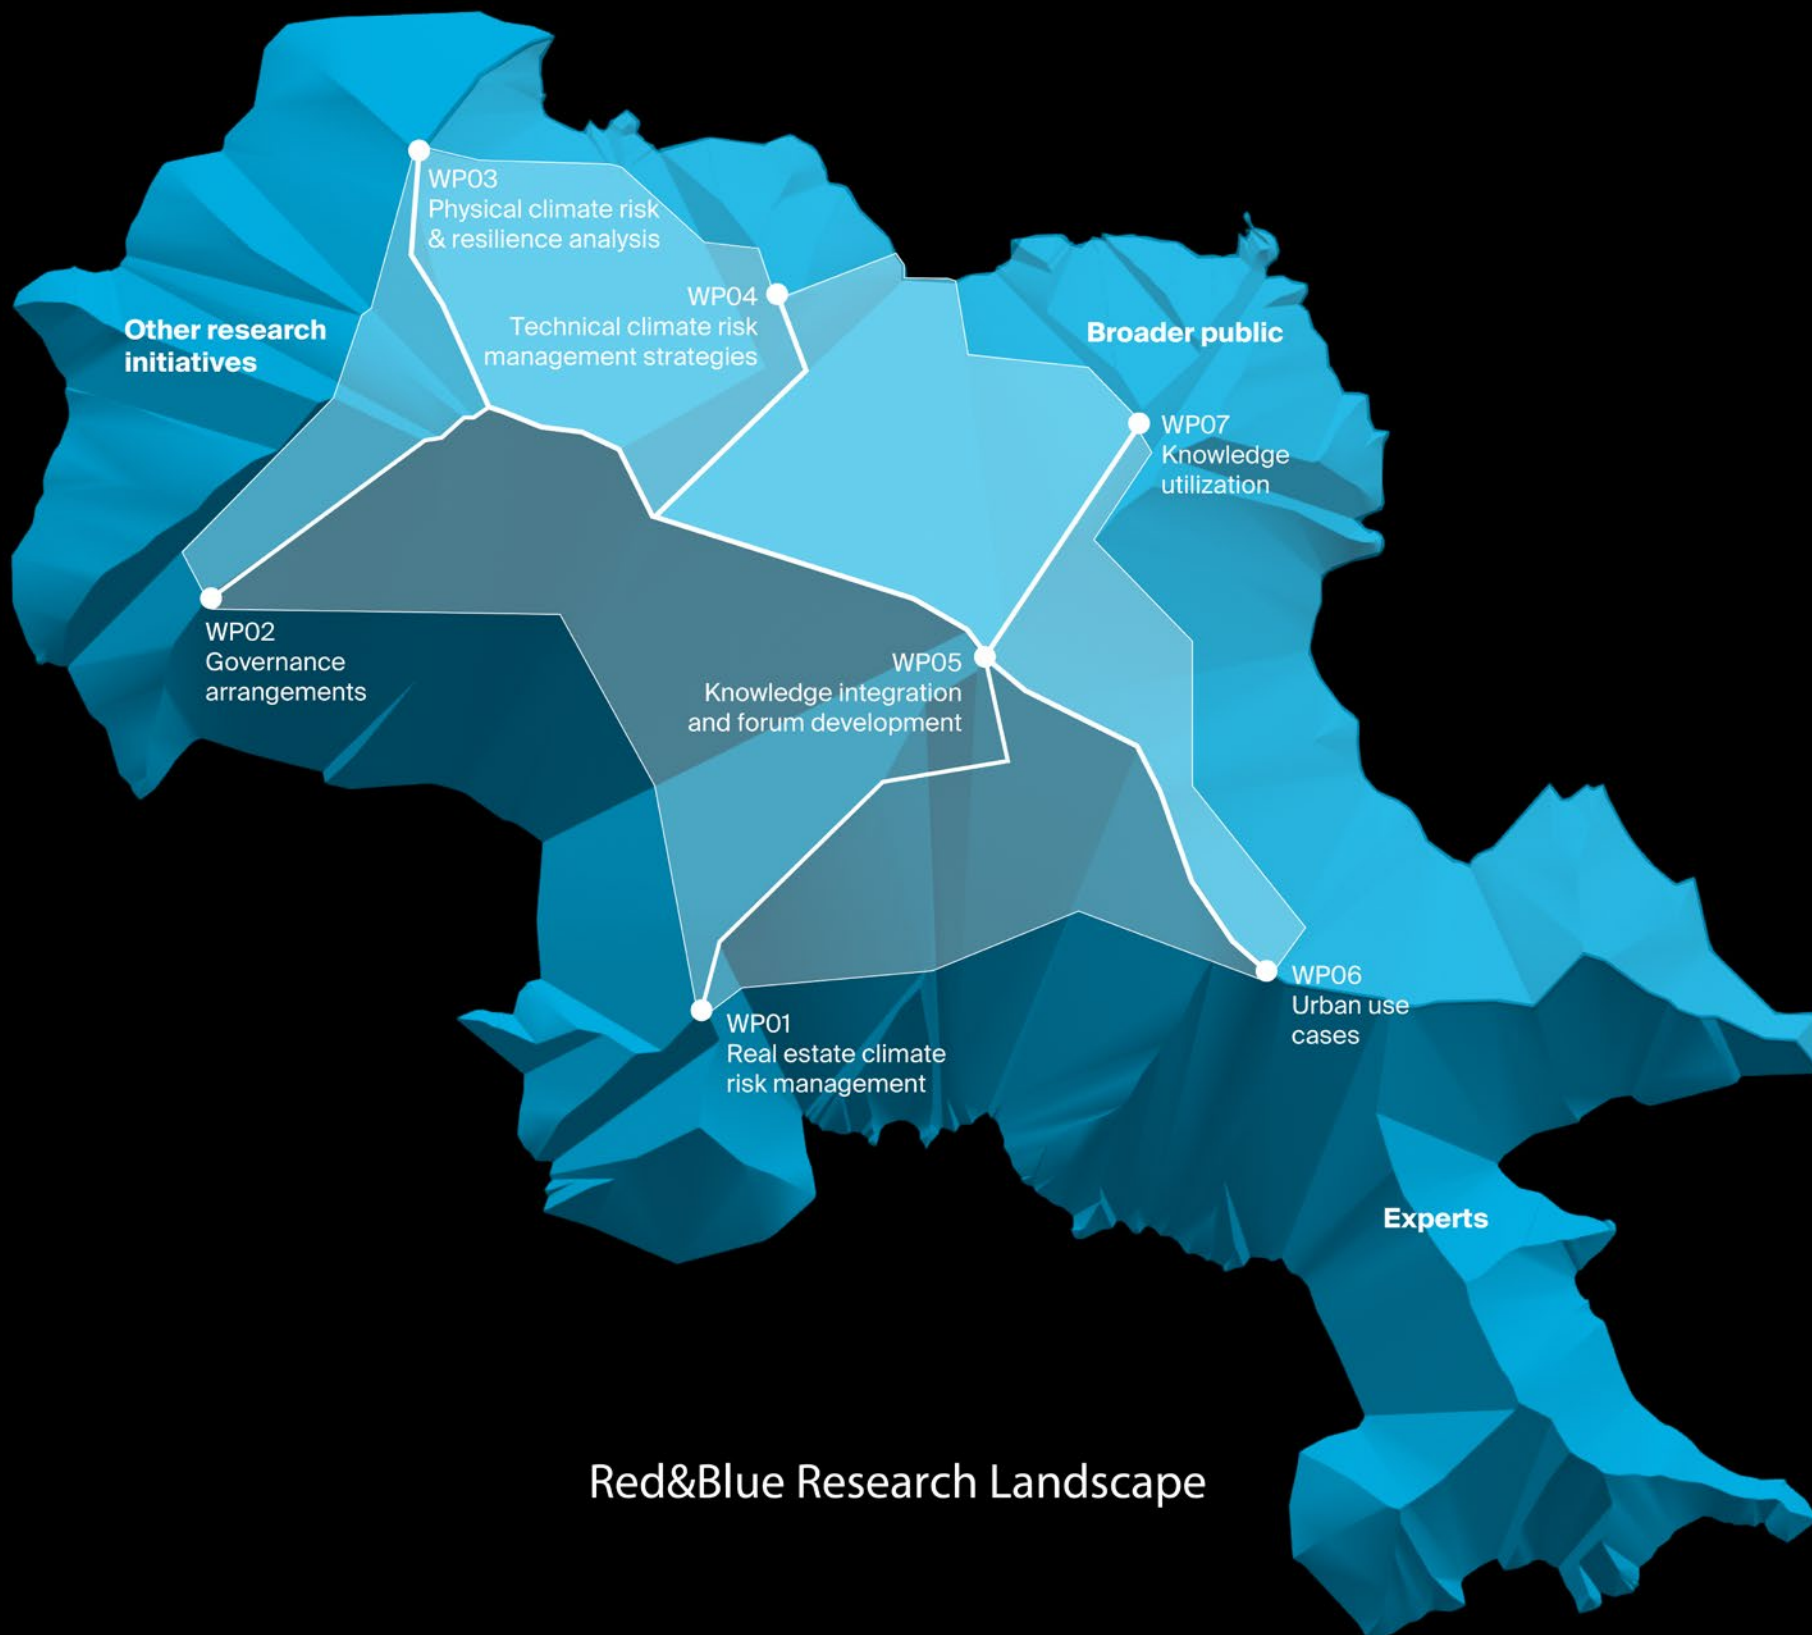 WP03
Physical climate risk
& resilience analysis
WP04
Technical climate risk
management strategies
Other research
initiatives
Broader public
WP07
Knowledge
utilization
WP02
Governance
arrangements
WP05
Knowledge integration
and forum development
WP06
Urban use
cases
WP01
Real estate climate
risk management
Experts
Red&Blue Research Landscape